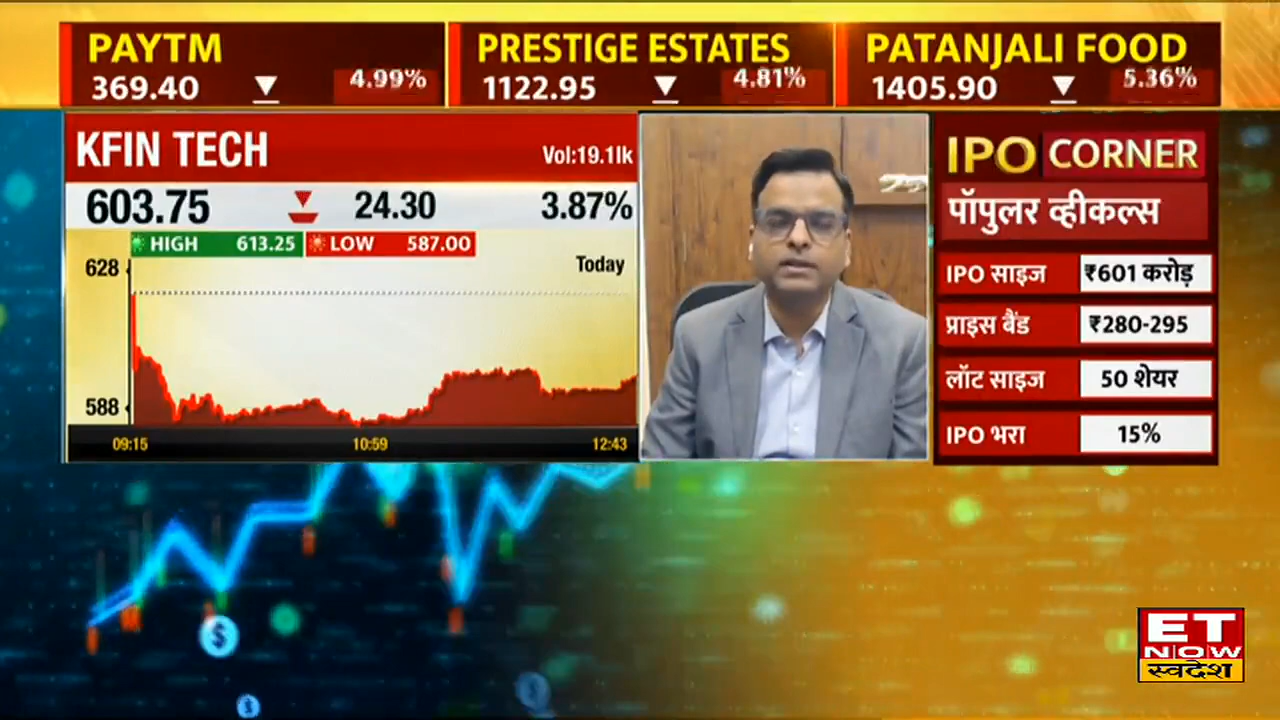 PAYTM
369.40 ▼ 4.99%
PRESTIGE ESTATES
1122.95 ▼ 4.81%
PATANJALI FOOD
1405.90 ▼ 5.36%
KFIN TECH Vol:19.1lk
603.75 ▼ 24.30 3.87%
HIGH 613.25 LOW 587.00
Today
628
588
09:15 10:59 12:43
IPO CORNER
पॉपुलर व्हीकल्स
IPO साइज ₹601 करोड़
प्राइस बैंड ₹280-295
लॉट साइज 50 शेयर
IPO भरा 15%
$
$
ET
NOW
स्वदेश